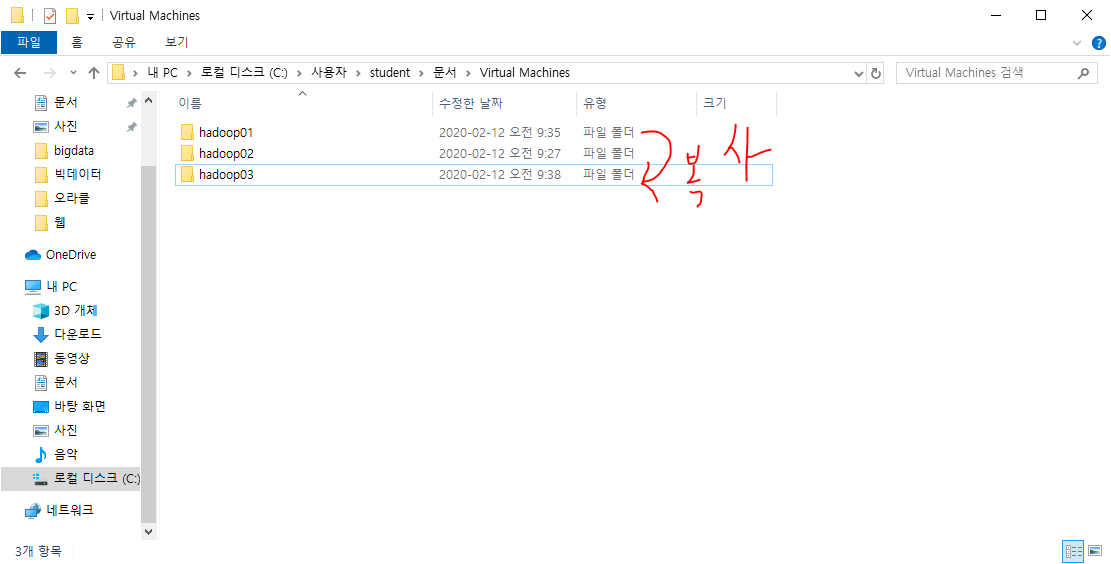 Virtual Machines
파일 홈 공유 보기
내 PC 로컬 디스크 (C:) 사용자 student 문서 Virtual Machines
Virtual Machines 검색
문서
사진
bigdata
빅데이터
오라클
웹
OneDrive
내 PC
3D 개체
다운로드
동영상
문서
바탕 화면
사진
음악
로컬 디스크 (C:)
네트워크
이름 수정한 날짜 유형 크기
hadoop01 2020-02-12 오전 9:35 파일 폴더
hadoop02 2020-02-12 오전 9:27 파일 폴더
hadoop03 2020-02-12 오전 9:38 파일 폴더
복사
3개 항목